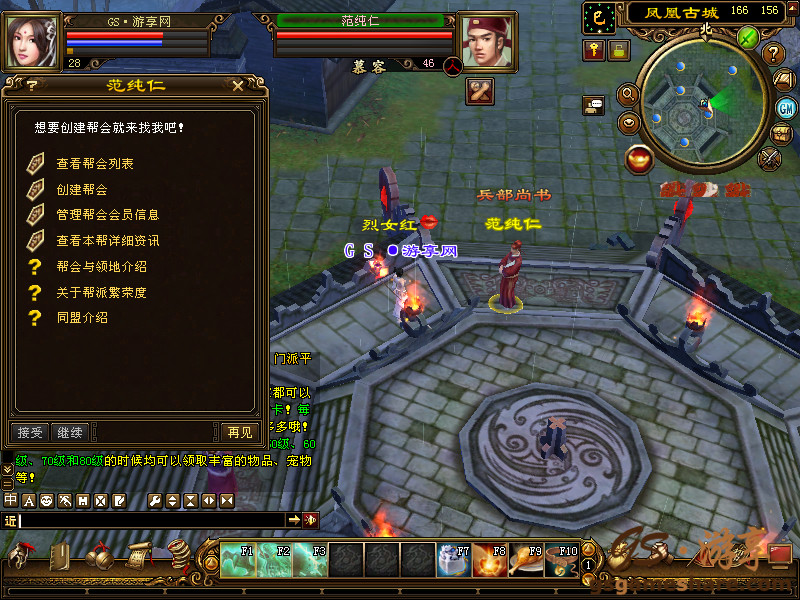 GS·游享网
28
范纯仁
慕容
46
凤凰古城 166 156
北
GM
范纯仁
想要创建帮会就来找我吧！
查看帮会列表
创建帮会
管理帮会会员信息
查看本帮详细资讯
帮会与领地介绍
关于帮派繁荣度
同盟介绍
接受 继续 再见
兵部尚书
范纯仁
烈女红
GS·游享网
门派平
都可以
卡！每
多哦！
60级、60
级、70级和80级的时候均可以领取丰富的物品、宠物
等！
中 A
近
F1 F2 F3 F7 F8 F9 F10
1
GS·游享